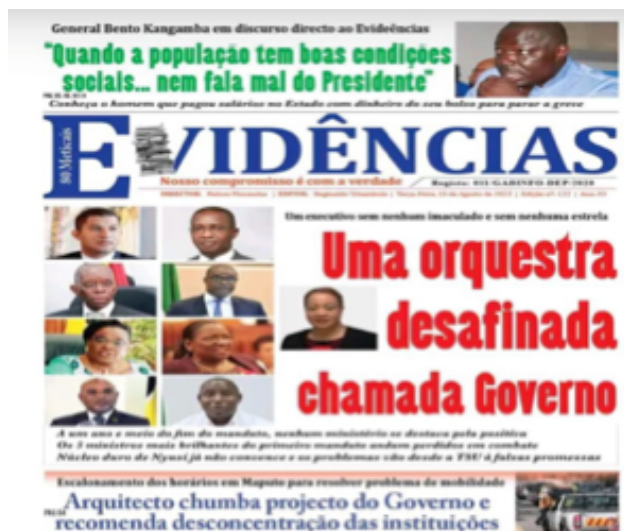 General Bento Kangamba em discurso directo ao Evideências
"Quando a população tem boas condições
sociais... nem fala mal do Presidente"
Conheça o homem que pagou salários no Estado com dinheiro do seu bolso para parar a greve
50 Meticais
EVIDÊNCIAS
Nosso compromisso é com a verdade
Um executivo sem nenhum imaculado e sem nenhuma estrela
Uma orquestra
desafinada
chamada Governo
A um ano e meio do fim do mandato, nenhum ministério se destaca pela positiva
Os 3 ministros mais brilhantes do primeiro mandato andam perdidos em combate
Núcleo duro de Nyusi já não convence e os problemas vão desde a TSU à falsas promessas
Escalonamento dos horários em Maputo para resolver problema de mobilidade
Arquitecto chumba projecto do Governo e
recomenda desconcentração das instituições